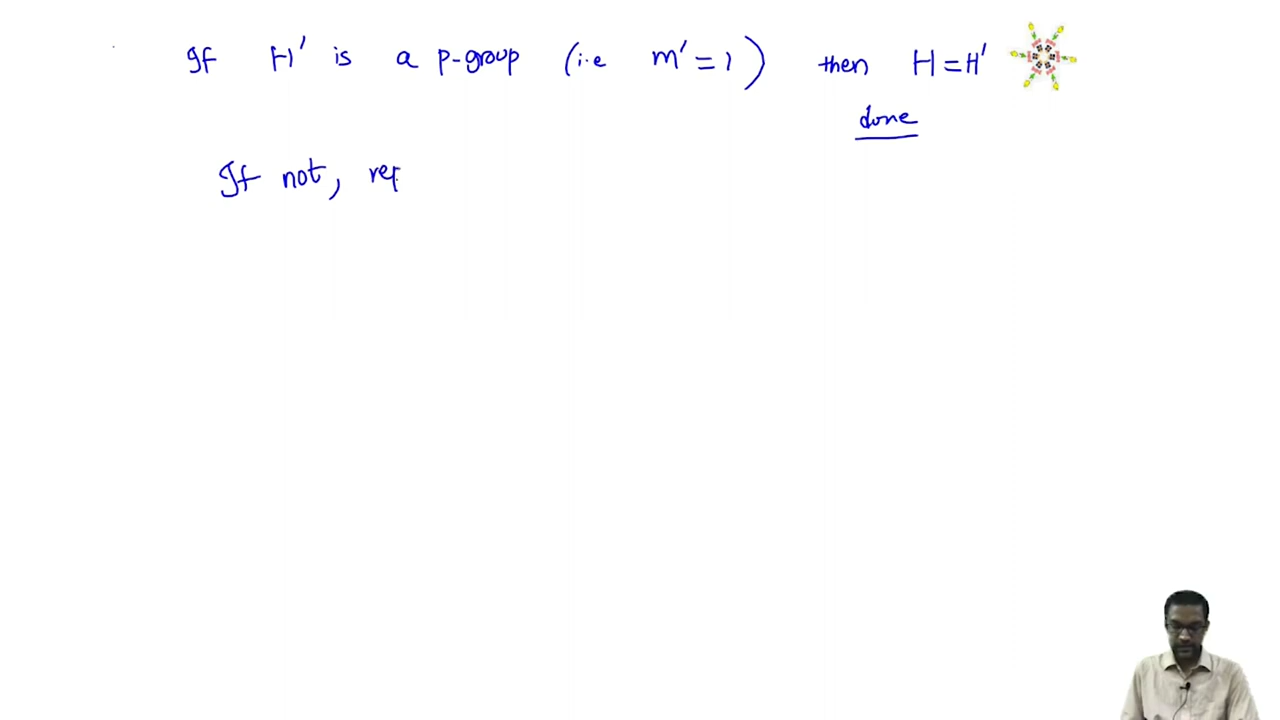 If H' is a p-group (i.e m' = 1) then H = H'
done
If not, rep